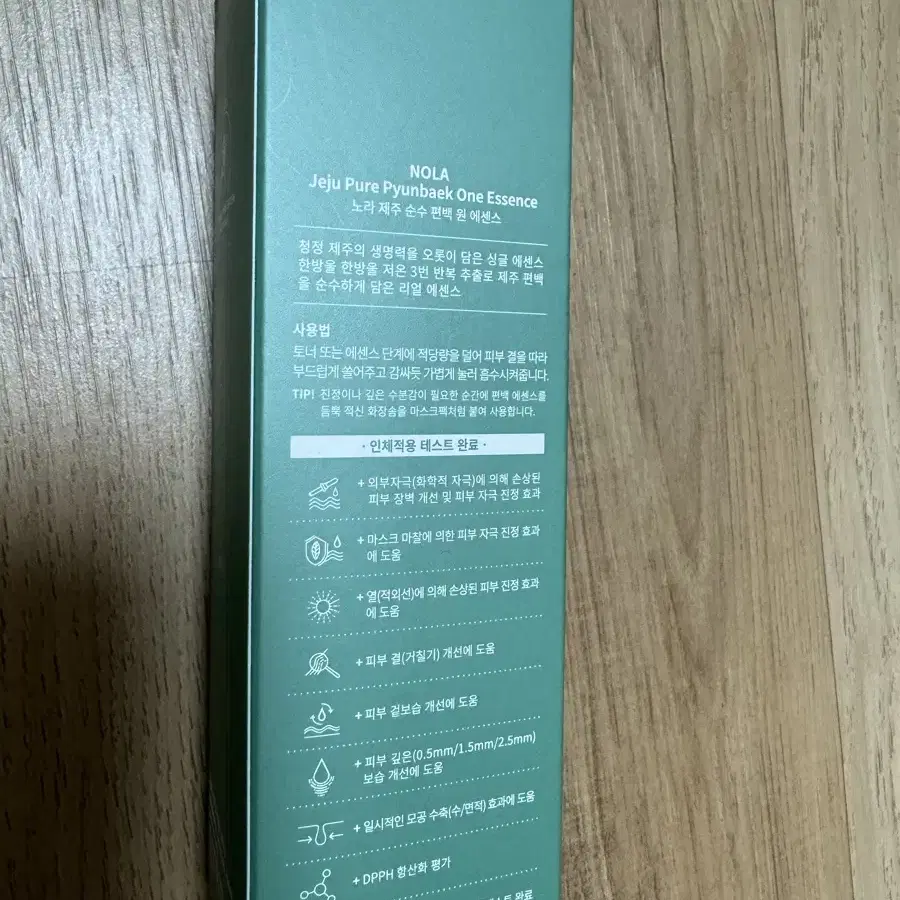 NOLA
Jeju Pure Pyunbaek One Essence
노라 제주 순수 편백 원 에센스
청정 제주의 생명력을 오롯이 담은 싱글 에센스
한방울 한방울 저온 3번 반복 추출로 제주 편백
을 순수하게 담은 리얼 에센스
사용법
토너 또는 에센스 단계에 적당량을 덜어 피부 결을 따라
부드럽게 쓸어주고 감싸듯 가볍게 눌러 흡수시켜줍니다.
TIP! 진정이나 깊은 수분감이 필요한 순간에 편백 에센스를
듬뿍 적신 화장솜을 마스크팩처럼 붙여 사용합니다.
· 인체적용 테스트 완료 ·
+ 외부자극(화학적 자극)에 의해 손상된
피부 장벽 개선 및 피부 자극 진정 효과
+ 마스크 마찰에 의한 피부 자극 진정 효과
에 도움
+ 열(적외선)에 의해 손상된 피부 진정 효과
에 도움
+ 피부 결(거칠기) 개선에 도움
+ 피부 겉보습 개선에 도움
+ 피부 깊은(0.5mm/1.5mm/2.5mm)
보습 개선에 도움
+ 일시적인 모공 수축(수/면적) 효과에 도움
+ DPPH 항산화 평가
테스트 완료